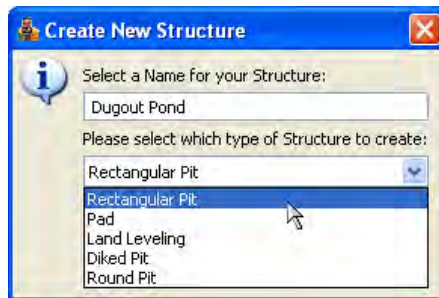 Create New Structure
Select a Name for your Structure:
Dugout Pond
Please select which type of Structure to create:
Rectangular Pit
Rectangular Pit
Pad
Land Leveling
Diked Pit
Round Pit